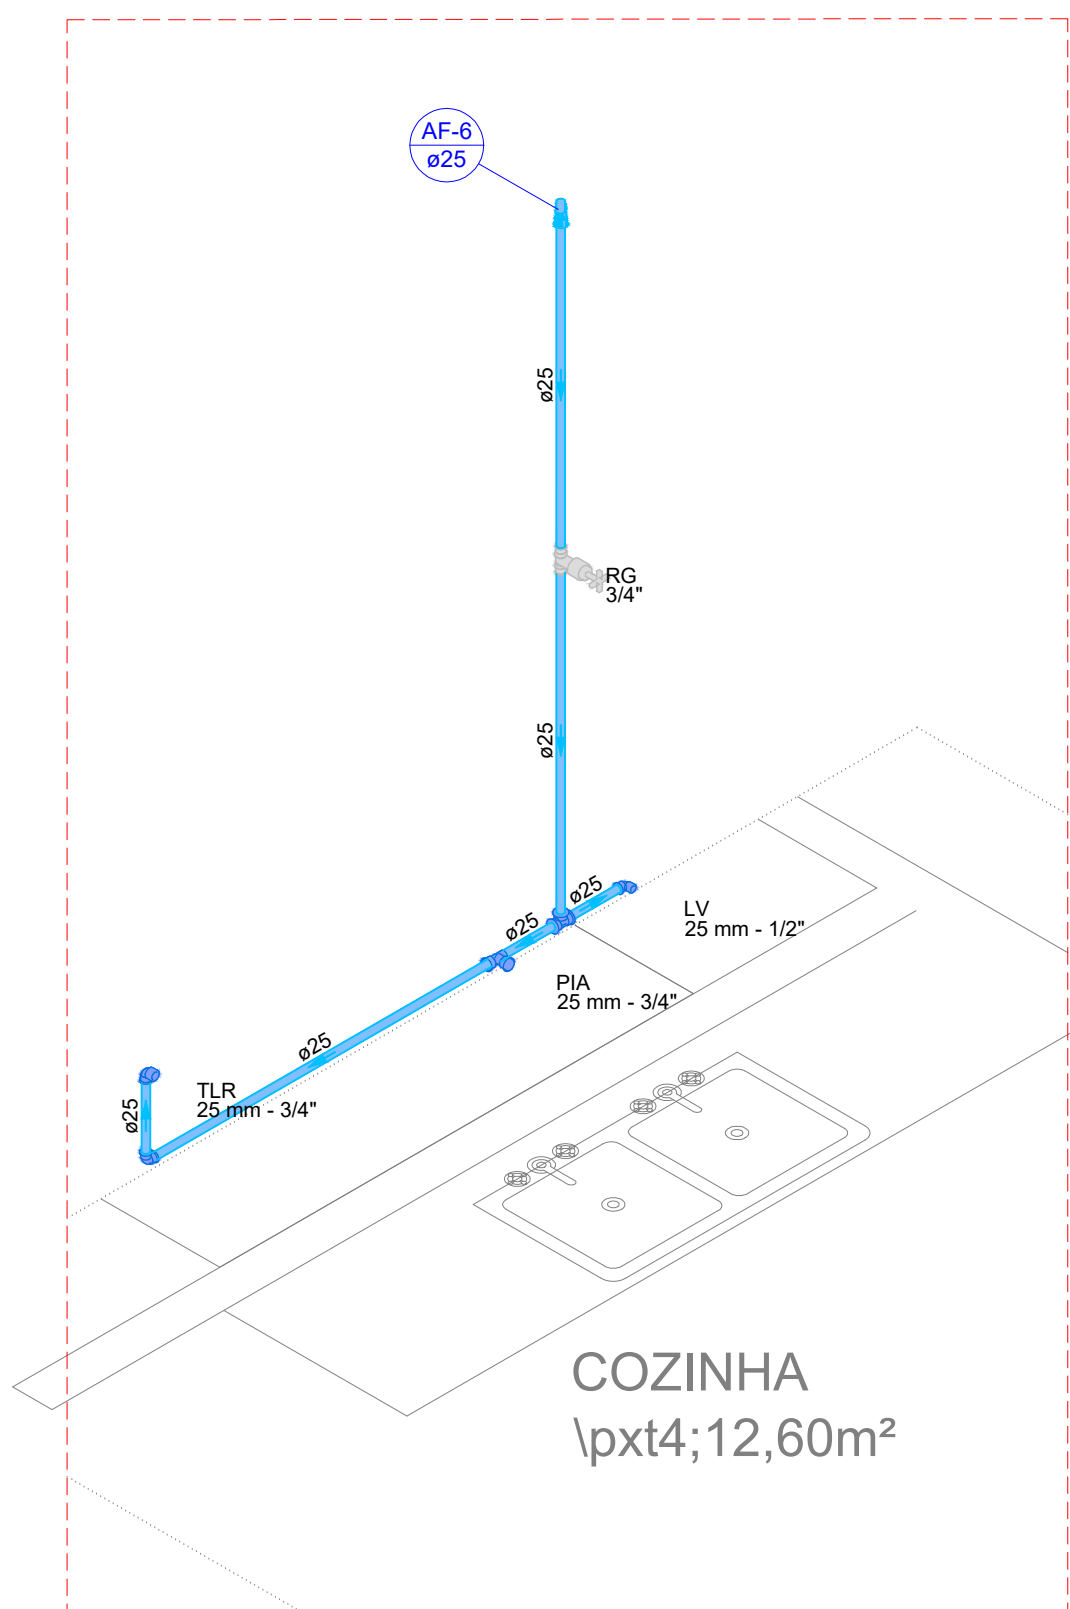 AF-6
ø25
ø25
RG
3/4"
ø25
ø25
ø25
LV
25 mm - 1/2"
PIA
25 mm - 3/4"
ø25
TLR
25 mm - 3/4"
ø25
COZINHA
\pxt4;12,60m²